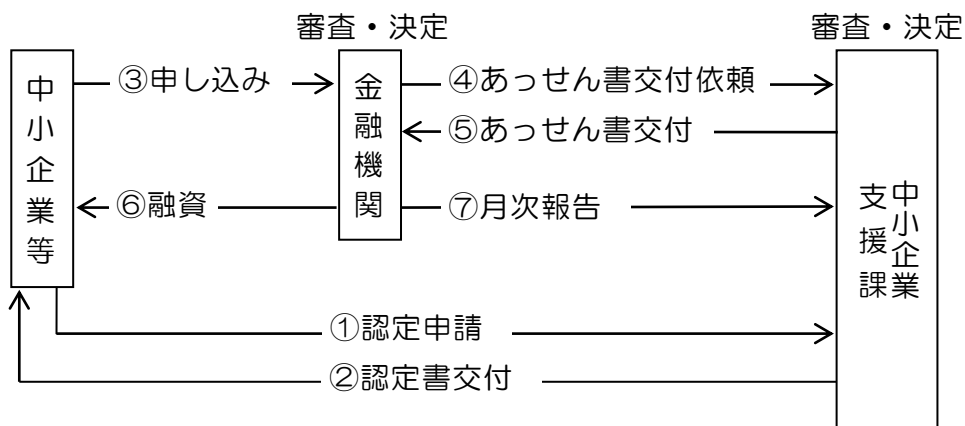 審査・決定
審査・決定
中小企業等
③申し込み
金融機関
④あっせん書交付依頼
⑤あっせん書交付
⑥融資
⑦月次報告
中小企業
支援課
①認定申請
②認定書交付